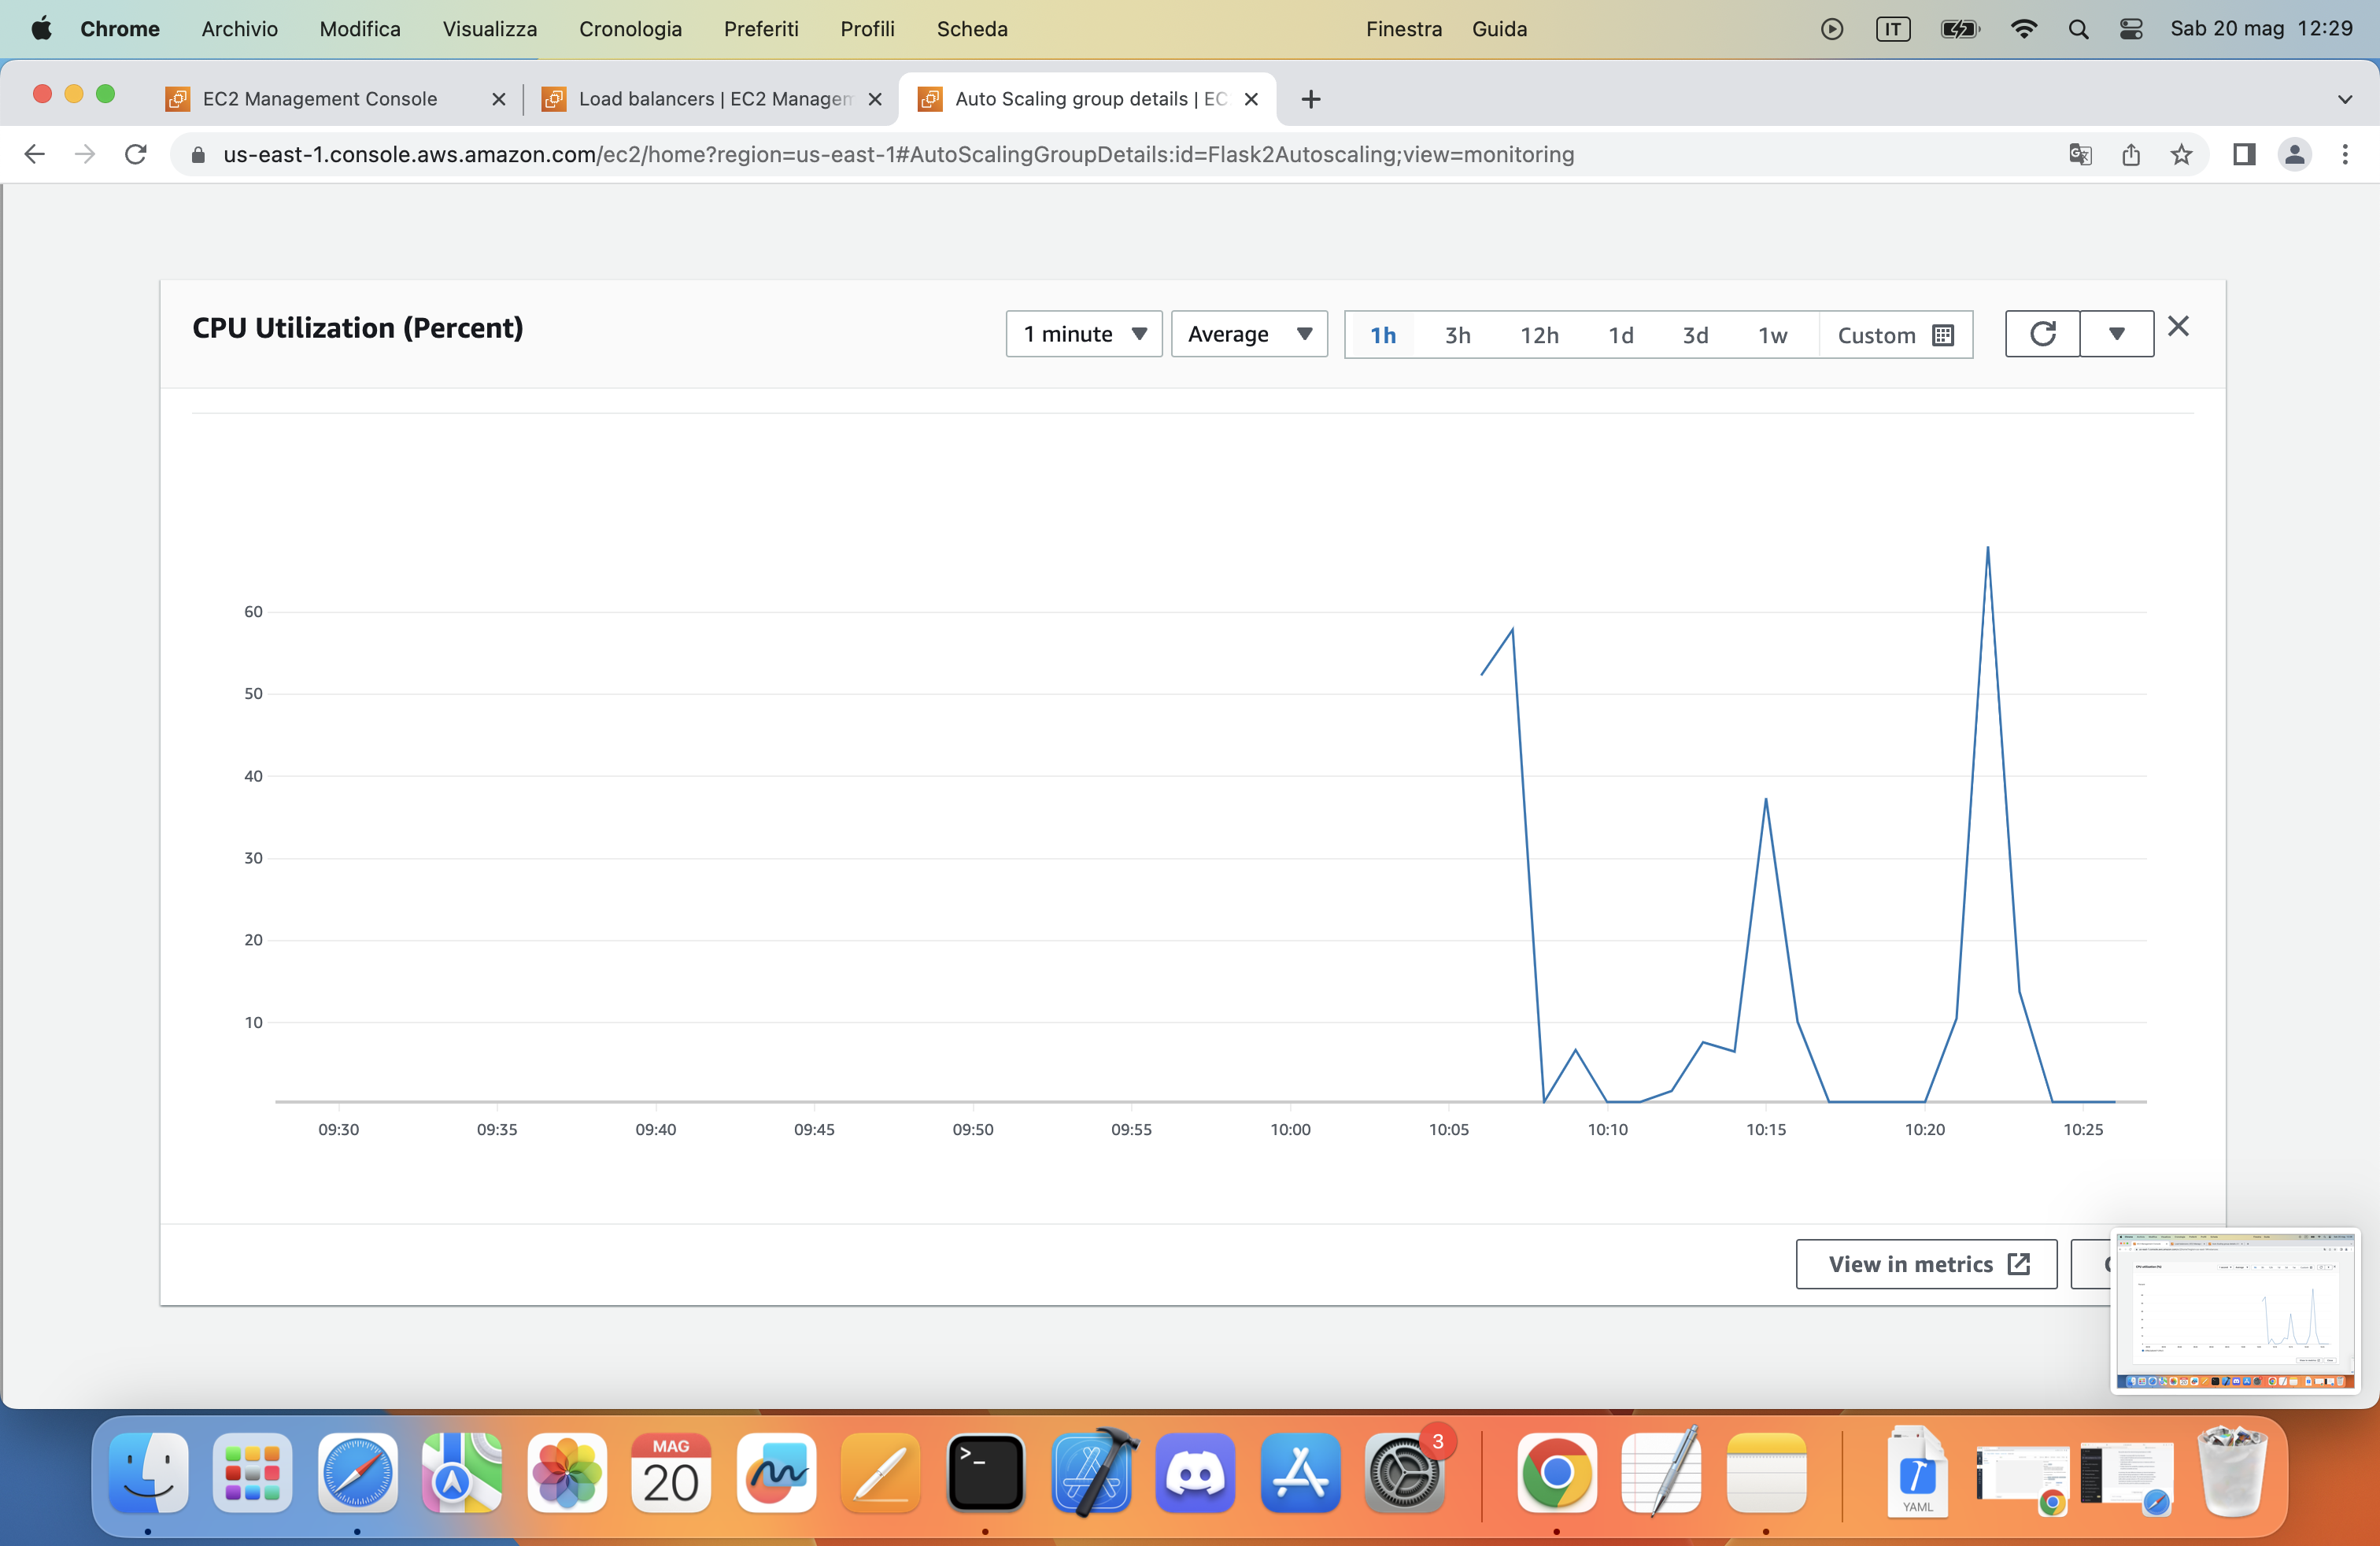 Chrome Archivio Modifica Visualizza Cronologia Preferiti Profili Scheda Finestra Guida IT Sab 20 mag 12:29
EC2 Management Console Load balancers | EC2 Managem Auto Scaling group details | EC
us-east-1.console.aws.amazon.com/ec2/home?region=us-east-1#AutoScalingGroupDetails:id=Flask2Autoscaling;view=monitoring
CPU Utilization (Percent) 1 minute Average 1h 3h 12h 1d 3d 1w Custom
60
50
40
30
20
10
09:30 09:35 09:40 09:45 09:50 09:55 10:00 10:05 10:10 10:15 10:20 10:25
View in metrics
MAG
20
3
YAML